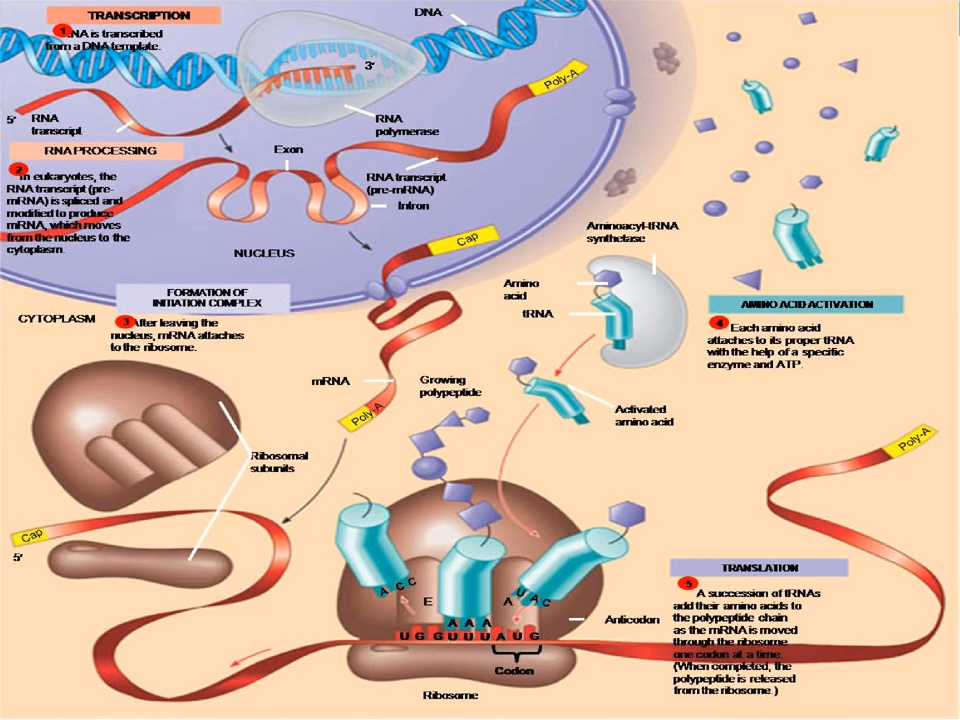 TRANSCRIPTION
1
RNA is transcribed
from a DNA template.
DNA
3'
Poly-A
5'
RNA
transcript
RNA
polymerase
RNA PROCESSING
Exon
2
In eukaryotes, the
RNA transcript (pre-
mRNA) is spliced and
modified to produce
mRNA, which moves
from the nucleus to the
cytoplasm.
RNA transcript
(pre-mRNA)
Intron
NUCLEUS
Cap
Aminoacyl-tRNA
synthetase
FORMATION OF
INITIATION COMPLEX
CYTOPLASM
3
After leaving the
nucleus, mRNA attaches
to the ribosome.
Amino
acid
tRNA
AMINO ACID ACTIVATION
4
Each amino acid
attaches to its proper tRNA
with the help of a specific
enzyme and ATP.
mRNA
Growing
polypeptide
Poly-A
Activated
amino acid
Ribosomal
subunits
Poly-A
Cap
5'
TRANSLATION
5
A succession of tRNAs
add their amino acids to
the polypeptide chain
as the mRNA is moved
through the ribosome
one codon at a time.
(When completed, the
polypeptide is released
from the ribosome.)
A C C
E
A
U A C
Anticodon
A A A
U G G U U U A U G
Codon
Ribosome